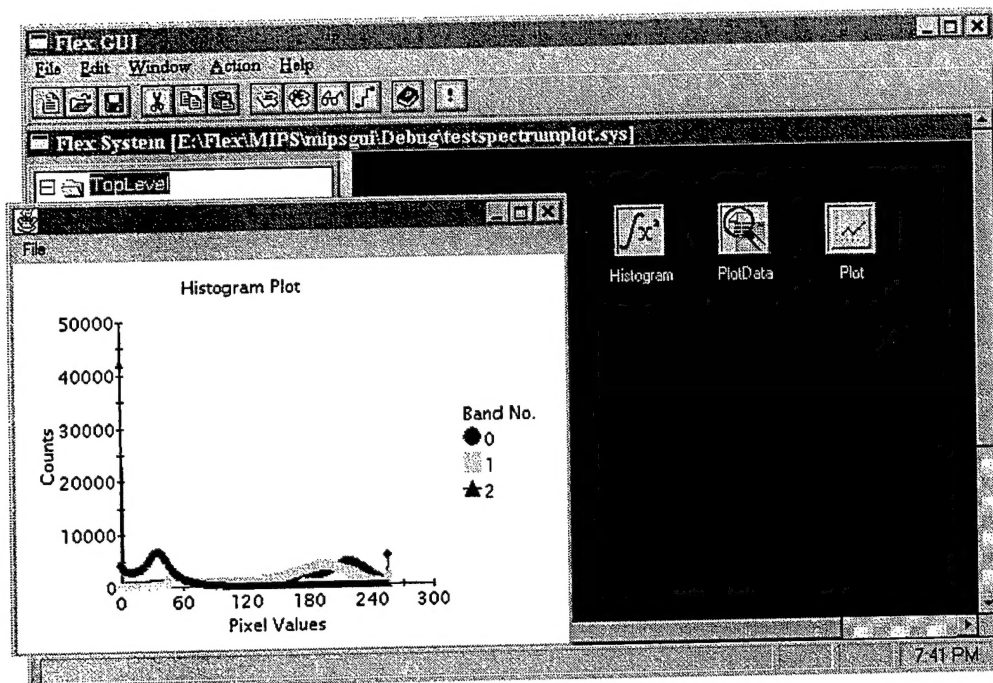 Flex GUI
File Edit Window Action Help
Flex System [E:\Flex\MIPS\mipsgui\Debug\testspectrunplot.sys]
TopLevel
File
Histogram PlotData Plot
Histogram Plot
50000
40000
30000
20000
10000
0
Counts
0 60 120 180 240 300
Pixel Values
Band No.
0
1
2
7:41 PM